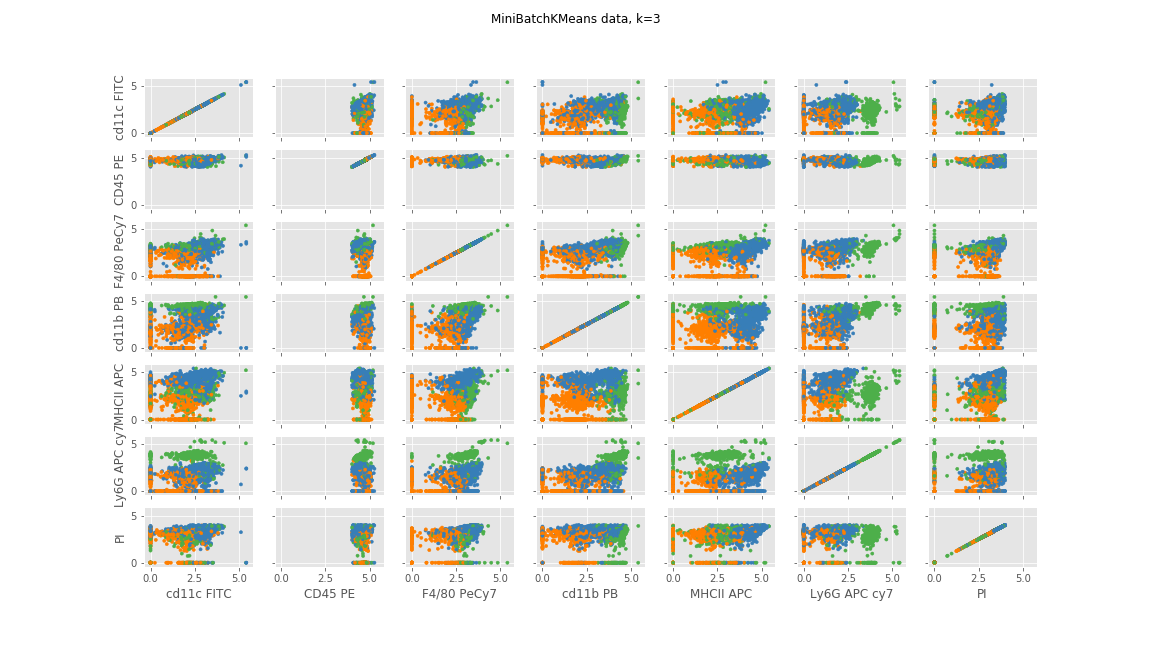 MiniBatchKMeans data, k=3
cd11c FITC
5
0
CD45 PE
5
0
F4/80 PeCy7
5
0
cd11b PB
5
0
MHCII APC
5
0
Ly6G APC cy7
5
0
PI
5
0
0.0 2.5 5.0 0.0 2.5 5.0 0.0 2.5 5.0 0.0 2.5 5.0 0.0 2.5 5.0 0.0 2.5 5.0 0.0 2.5 5.0
cd11c FITC CD45 PE F4/80 PeCy7 cd11b PB MHCII APC Ly6G APC cy7 PI